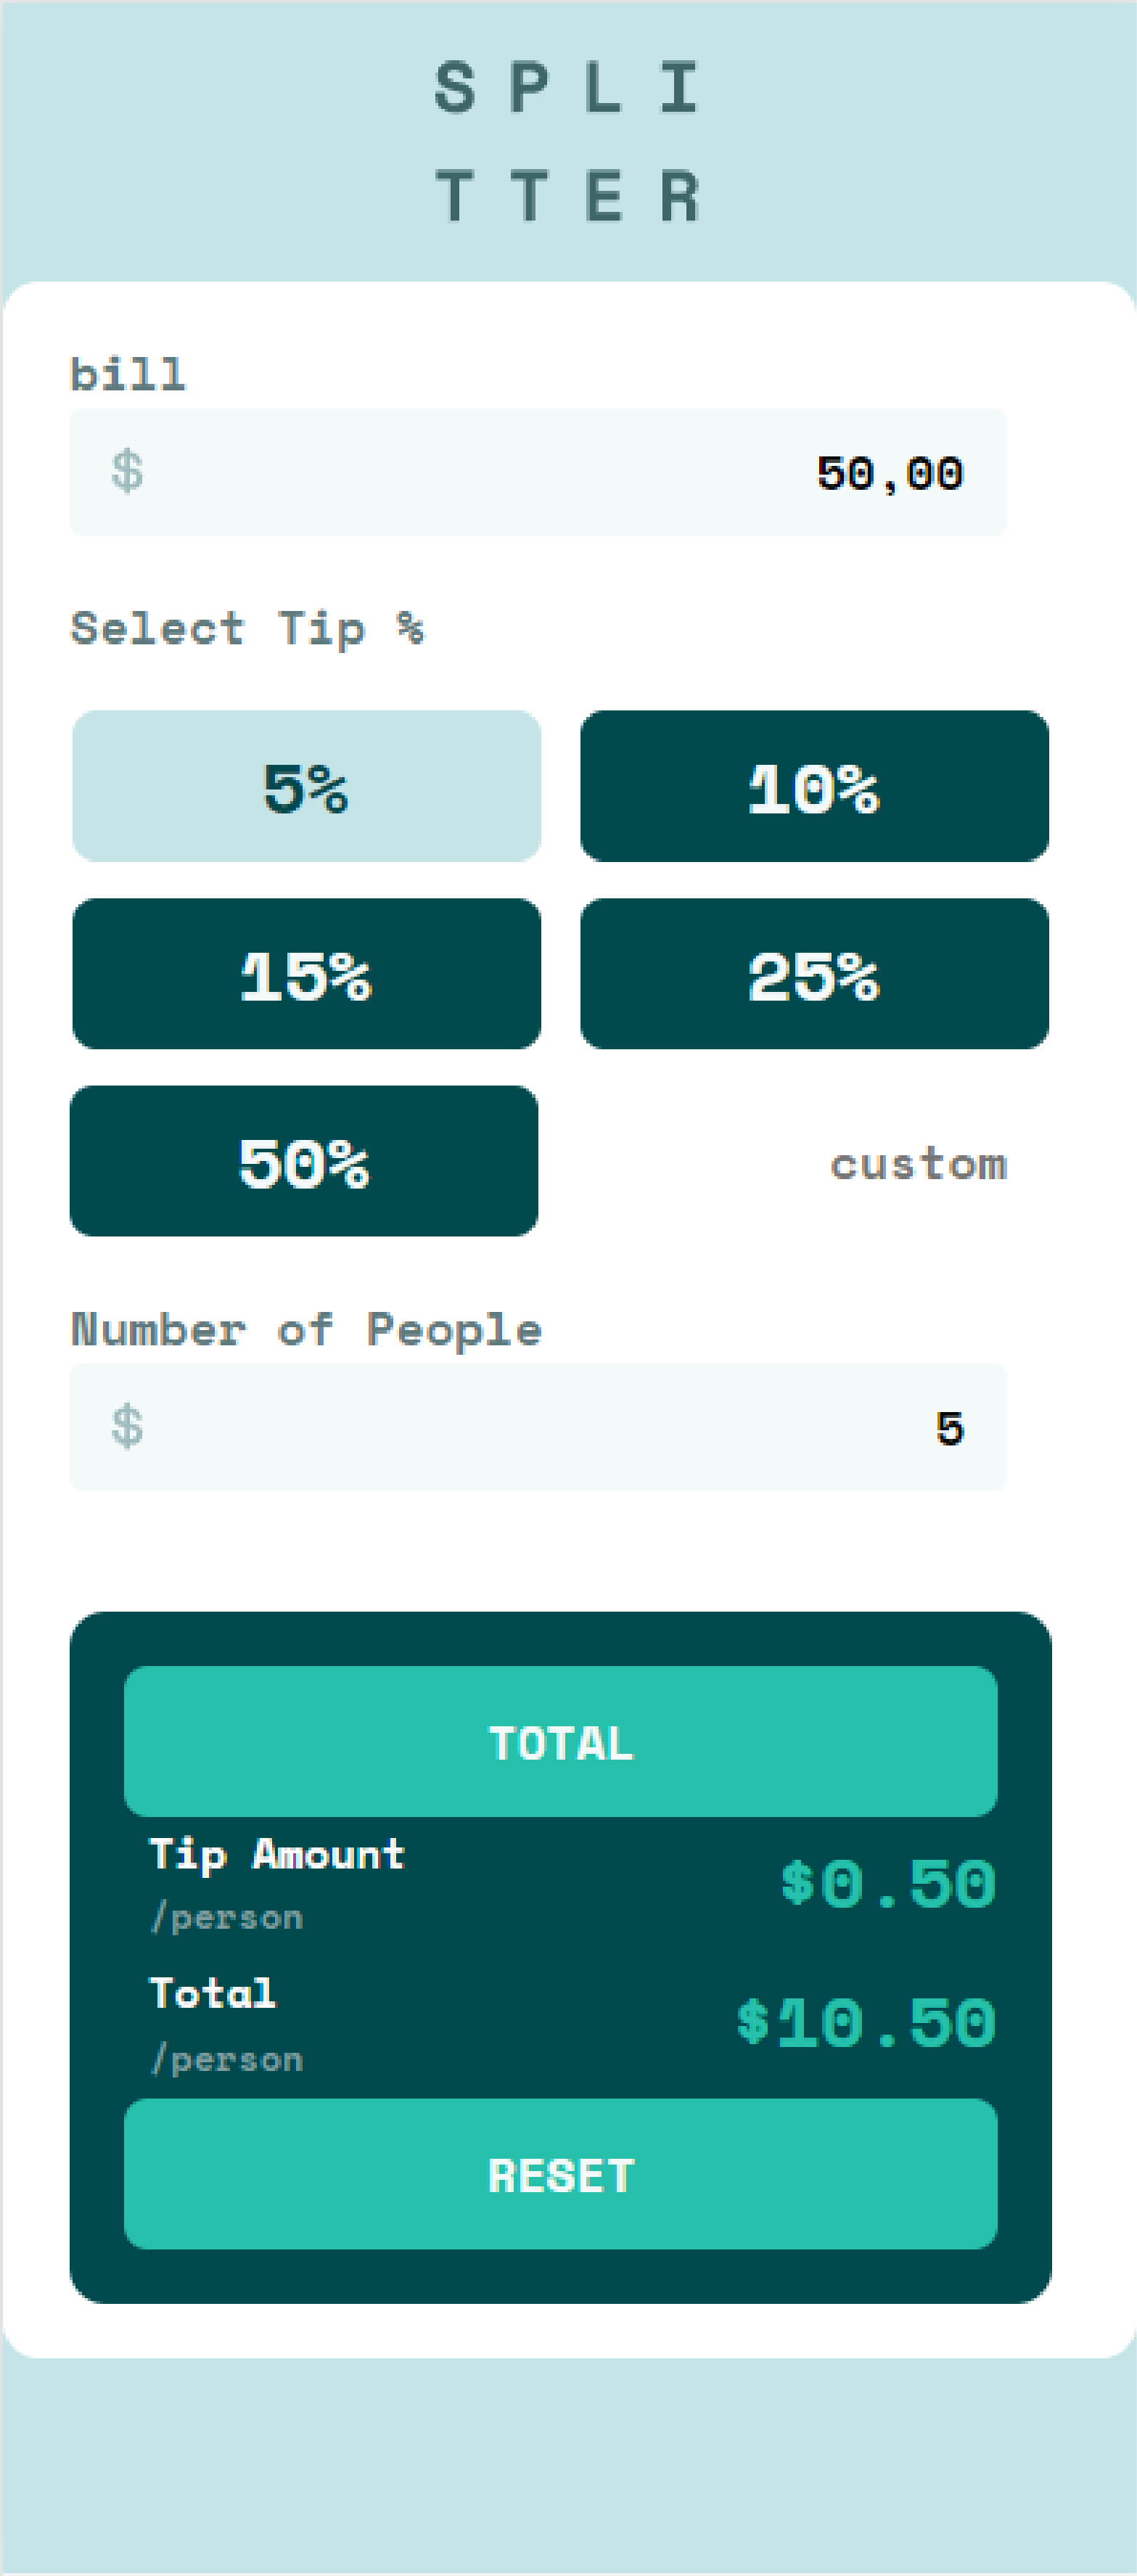 S P L I
T T E R
bill
$ 50,00
Select Tip %
5% 10%
15% 25%
50% custom
Number of People
$ 5
TOTAL
Tip Amount
/person
$0.50
Total
/person
$10.50
RESET